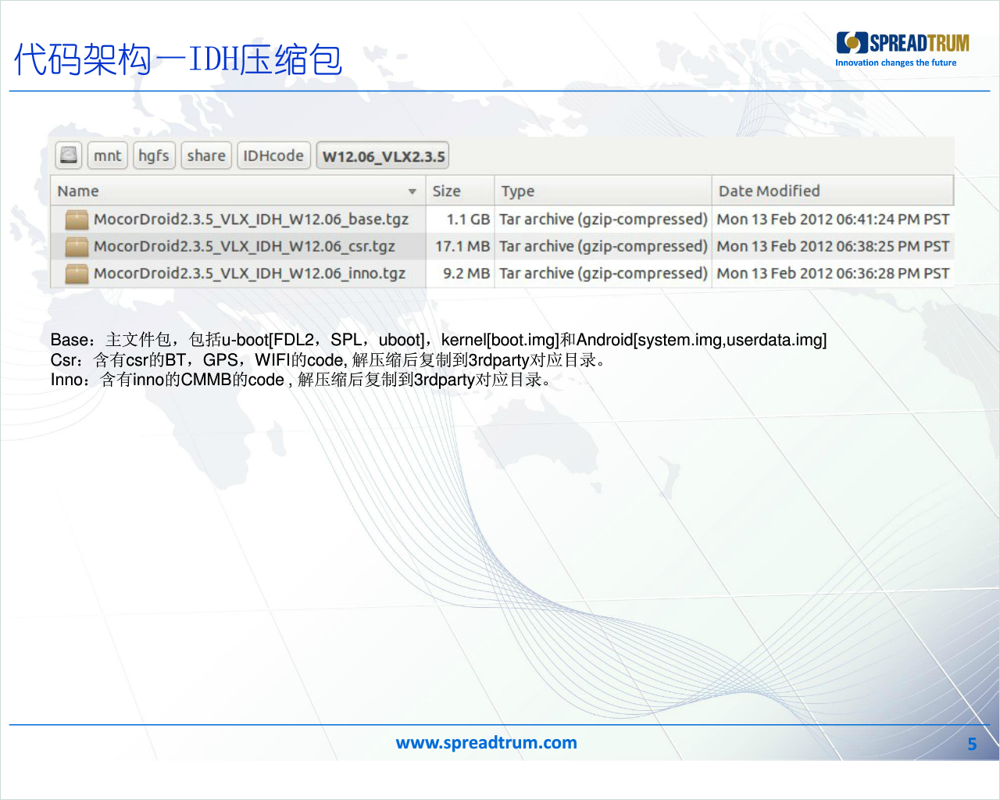 代码架构—IDH压缩包
SPREADTRUM
Innovation changes the future
mnt hgfs share IDHcode W12.06_VLX2.3.5
Name Size Type Date Modified
MocorDroid2.3.5_VLX_IDH_W12.06_base.tgz 1.1 GB Tar archive (gzip-compressed) Mon 13 Feb 2012 06:41:24 PM PST
MocorDroid2.3.5_VLX_IDH_W12.06_csr.tgz 17.1 MB Tar archive (gzip-compressed) Mon 13 Feb 2012 06:38:25 PM PST
MocorDroid2.3.5_VLX_IDH_W12.06_inno.tgz 9.2 MB Tar archive (gzip-compressed) Mon 13 Feb 2012 06:36:28 PM PST
Base：主文件包，包括u-boot[FDL2，SPL，uboot]，kernel[boot.img]和Android[system.img,userdata.img]
Csr：含有csr的BT，GPS，WIFI的code, 解压缩后复制到3rdparty对应目录。
Inno：含有inno的CMMB的code , 解压缩后复制到3rdparty对应目录。
www.spreadtrum.com
5